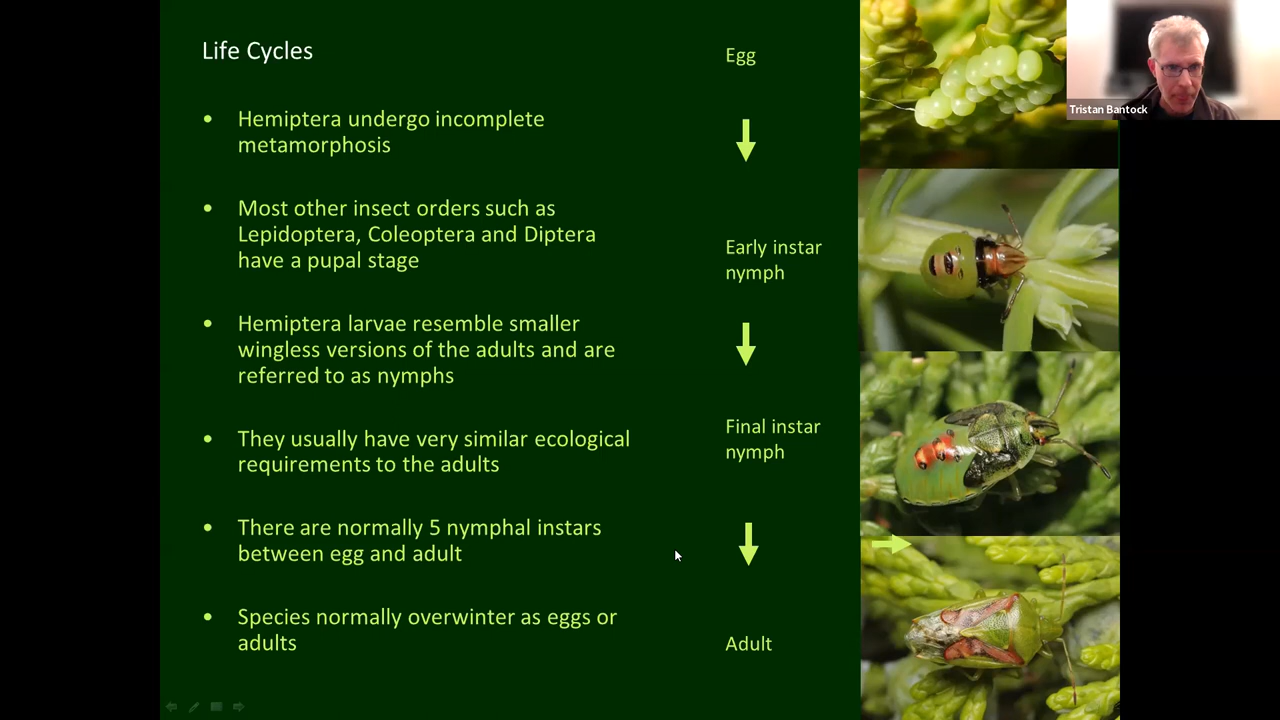 Life Cycles
• Hemiptera undergo incomplete
metamorphosis
• Most other insect orders such as
Lepidoptera, Coleoptera and Diptera
have a pupal stage
• Hemiptera larvae resemble smaller
wingless versions of the adults and are
referred to as nymphs
• They usually have very similar ecological
requirements to the adults
• There are normally 5 nymphal instars
between egg and adult
• Species normally overwinter as eggs or
adults
Egg
Early instar
nymph
Final instar
nymph
Adult
Tristan Bantock